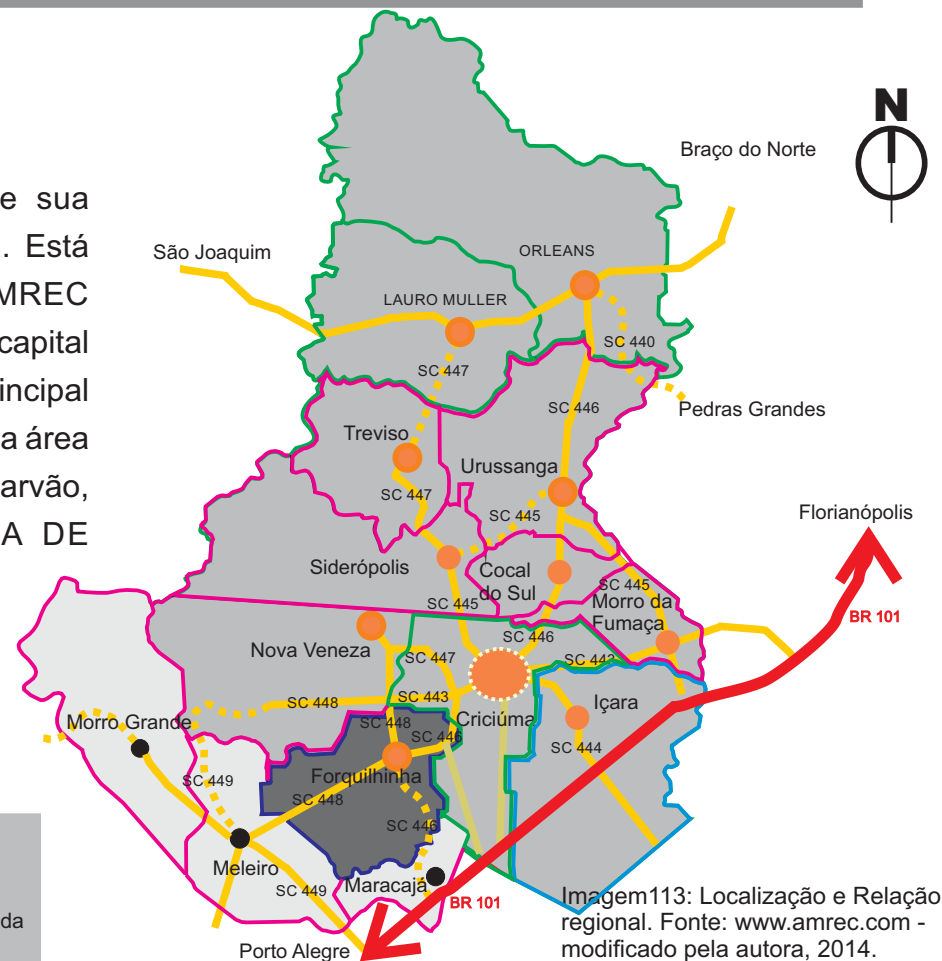 N
Braço do Norte
e sua
. Está
São Joaquim
ORLEANS
MREC
LAURO MULLER
capital
SC 440
incipal
SC 447
a área
SC 446
Pedras Grandes
arvão,
Treviso
Urussanga
SC 447
A DE
SC 445
Florianópolis
Siderópolis
Cocal
do Sul
SC 445
SC 445
Morro da
Fumaça
BR 101
SC 446
Nova Veneza
SC 447
SC 443
Içara
SC 448
SC 443
Criciúma
Morro Grande
SC 448
SC 446
SC 444
Forquilhinha
SC 449
SC 448
SC 446
Meleiro
Maracajá
SC 449
BR 101
Imagem113: Localização e Relação
regional. Fonte: www.amrec.com -
modificado pela autora, 2014.
da
Porto Alegre